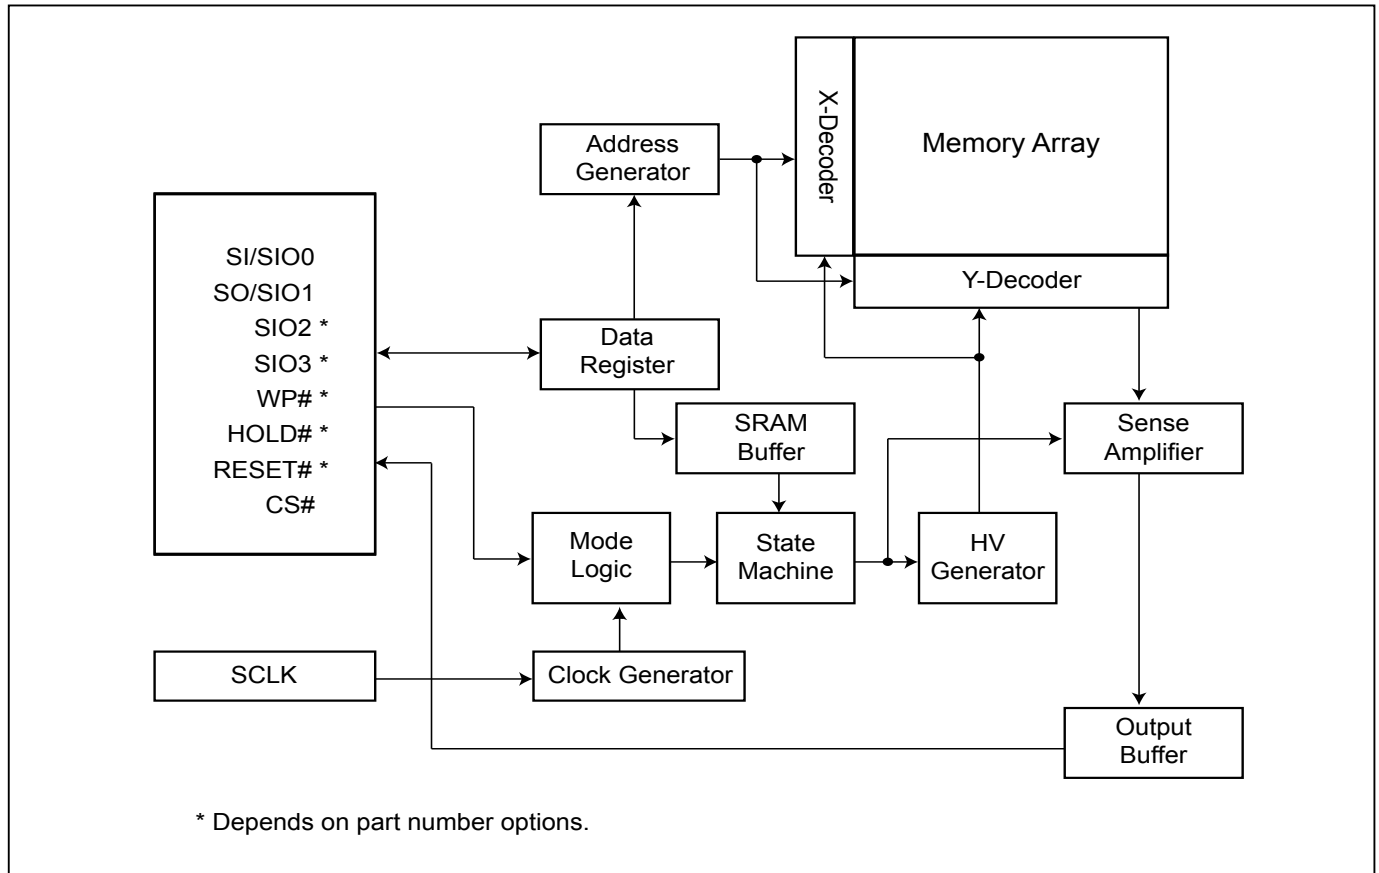 X-Decoder
Memory Array
Address
Generator
SI/SIO0
SO/SIO1
SIO2 *
SIO3 *
WP# *
HOLD# *
RESET# *
CS#
Y-Decoder
Data
Register
SRAM
Buffer
Sense
Amplifier
Mode
Logic
State
Machine
HV
Generator
SCLK
Clock Generator
Output
Buffer
* Depends on part number options.